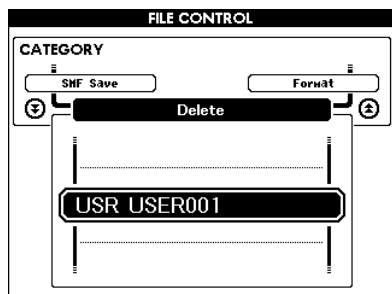 FILE CONTROL
CATEGORY
SMF Save
Format
Delete
USR USER001